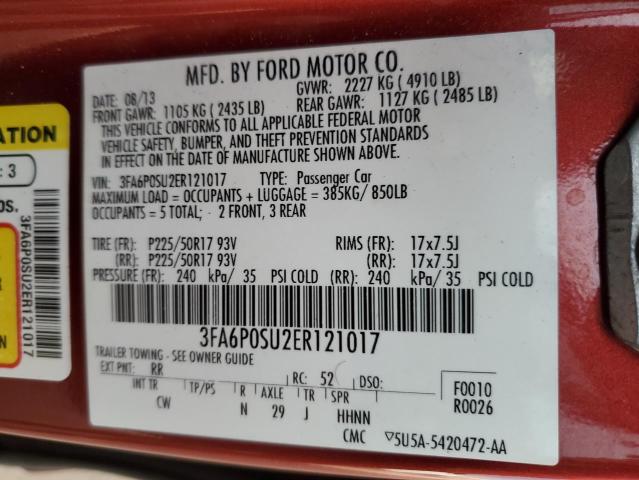 MFD. BY FORD MOTOR CO.
DATE: 08/13 GVWR: 2227 KG (4910 LB)
FRONT GAWR: 1105 KG (2435 LB) REAR GAWR: 1127 KG (2485 LB)
THIS VEHICLE CONFORMS TO ALL APPLICABLE FEDERAL MOTOR
VEHICLE SAFETY, BUMPER, AND THEFT PREVENTION STANDARDS
IN EFFECT ON THE DATE OF MANUFACTURE SHOWN ABOVE.
VIN: 3FA6P0SU2ER121017 TYPE: Passenger Car
MAXIMUM LOAD = OCCUPANTS + LUGGAGE = 385KG/ 850LB
OCCUPANTS = 5 TOTAL; - 2 FRONT, 3 REAR
TIRE (FR): P225/50R17 93V RIMS (FR): 17x7.5J
(RR): P225/50R17 93V (RR): 17x7.5J
PRESSURE (FR): 240 kPa/ 35 PSI COLD (RR): 240 kPa/ 35 PSI COLD
3FA6P0SU2ER121017
TRAILER TOWING - SEE OWNER GUIDE
EXT PNT: RR RC: 52 DSO: F0010
INT TR TP/PS R AXLE TR SPR R0026
CW N 29 J HHNN
CMC ▽5U5A-5420472-AA
ATION
: 3
os.
3FA6P0SU2ER121017